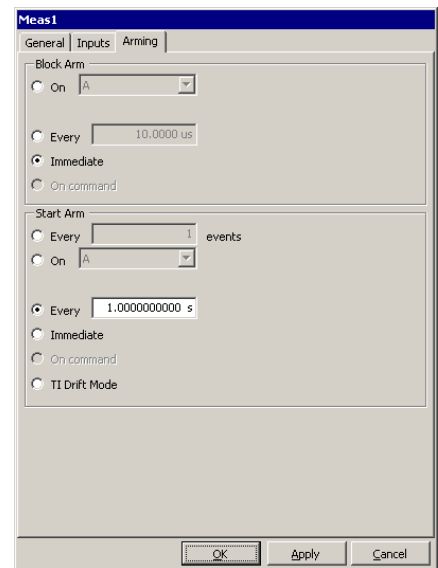 Meas1
General Inputs Arming
Block Arm
On A
Every 10.0000 us
Immediate
On command
Start Arm
Every 1 events
On A
Every 1.0000000000 s
Immediate
On command
TI Drift Mode
OK Apply Cancel